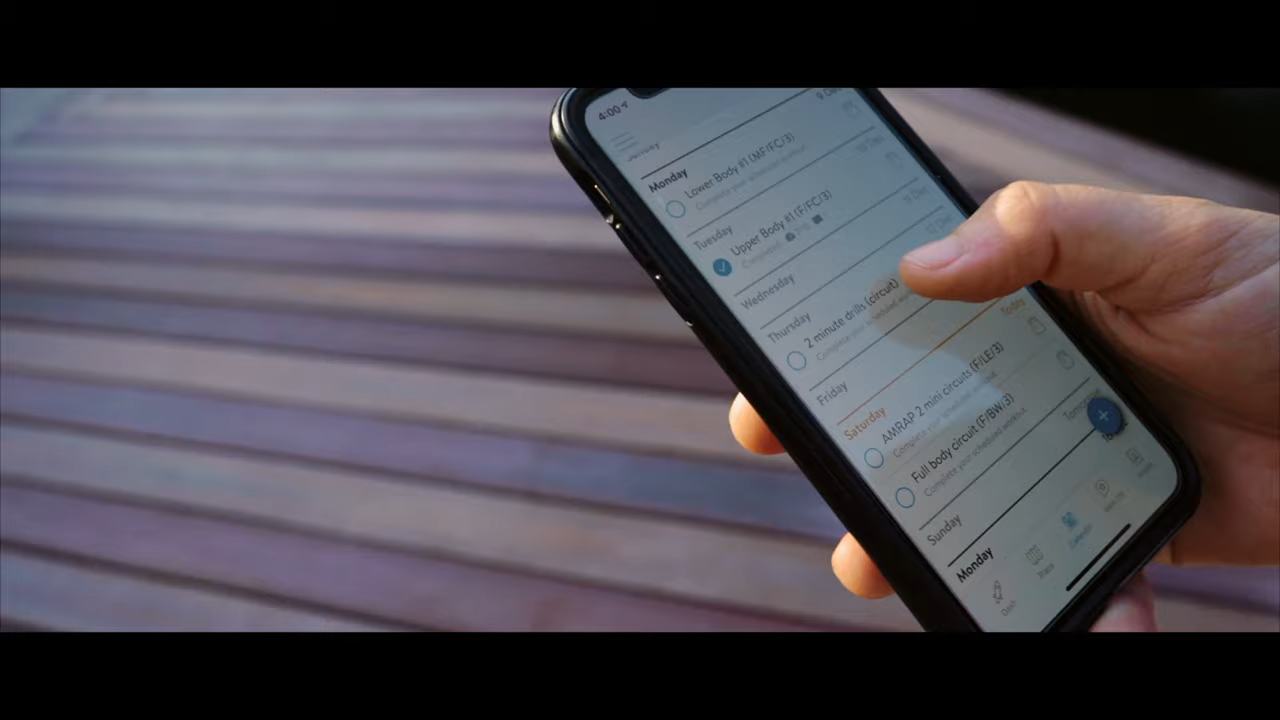 4:00
Monday
Lower Body #1 (MF/FC/3)
Complete your scheduled workout
Tuesday
Upper Body #1 (F/FC/3)
Completed
Wednesday
Thursday
2 minute drills (circuit)
Complete your scheduled workout
Friday
Today
Saturday
AMRAP 2 mini circuits (F/LE/3)
Complete your scheduled workout
Full body circuit (F/BW/3)
Complete your scheduled workout
Sunday
Monday
Dash
Calendar